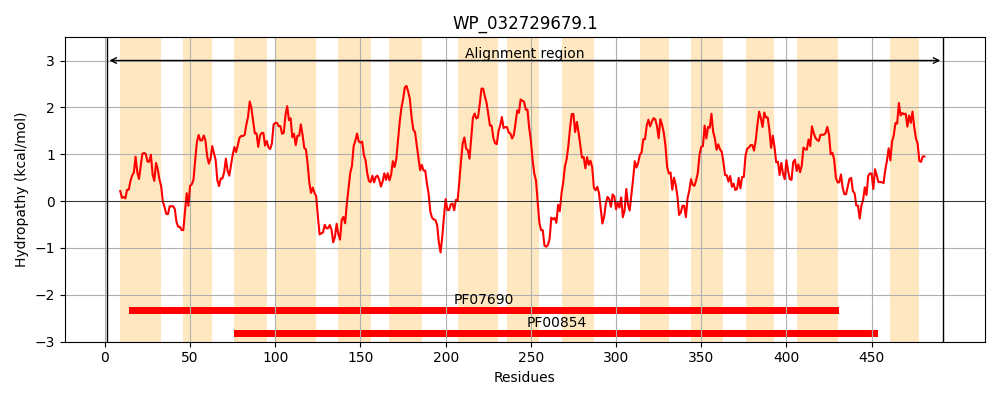 WP_032729679.1
Alignment region
3
2
1
0
−1
−2
−3
Hydropathy (kcal/mol)
PF07690
PF00854
0 50 100 150 200 250 300 350 400 450
Residues